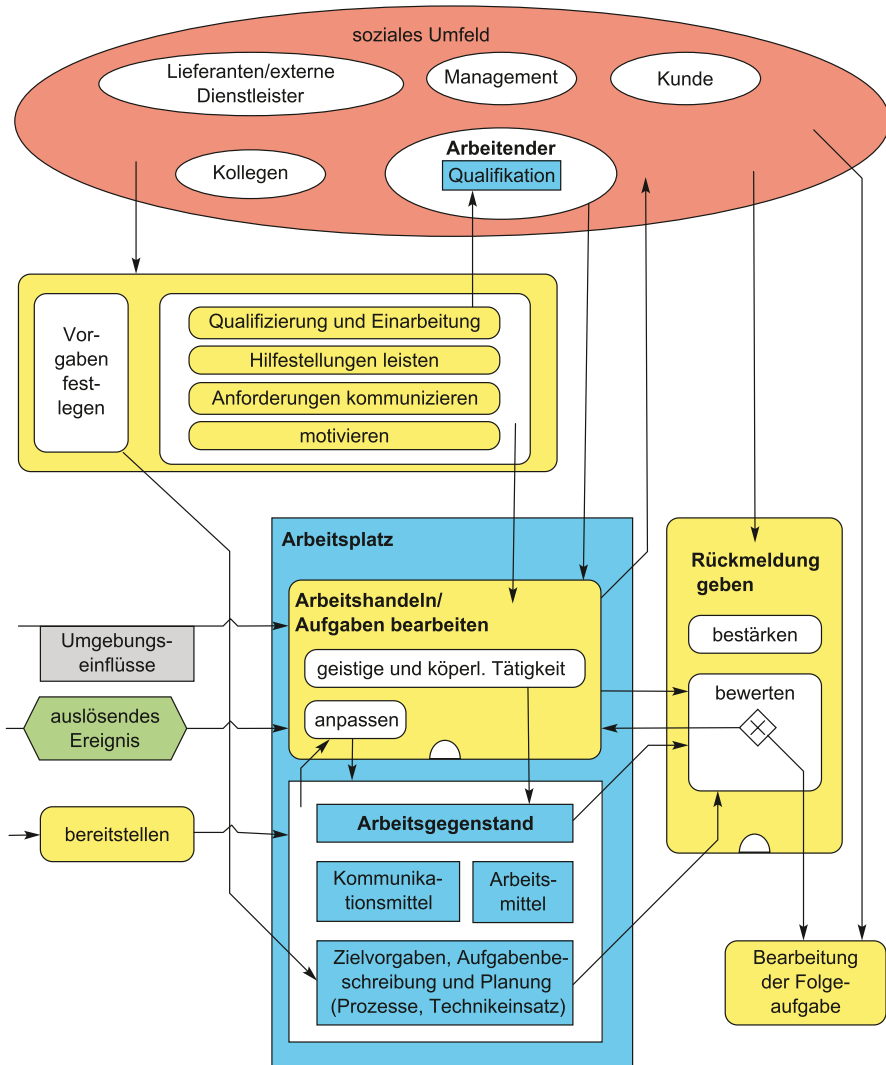 soziales Umfeld
Lieferanten/externe
Dienstleister
Management
Kunde
Kollegen
Arbeitender
Qualifikation
Vor-
gaben
fest-
legen
Qualifizierung und Einarbeitung
Hilfestellungen leisten
Anforderungen kommunizieren
motivieren
Arbeitsplatz
Arbeitshandeln/
Aufgaben bearbeiten
geistige und köperl. Tätigkeit
anpassen
Rückmeldung
geben
bestärken
bewerten
Umgebungs-
einflüsse
auslösendes
Ereignis
bereitstellen
Arbeitsgegenstand
Kommunika-
tionsmittel
Arbeits-
mittel
Zielvorgaben, Aufgabenbe-
schreibung und Planung
(Prozesse, Technikeinsatz)
Bearbeitung
der Folge-
aufgabe